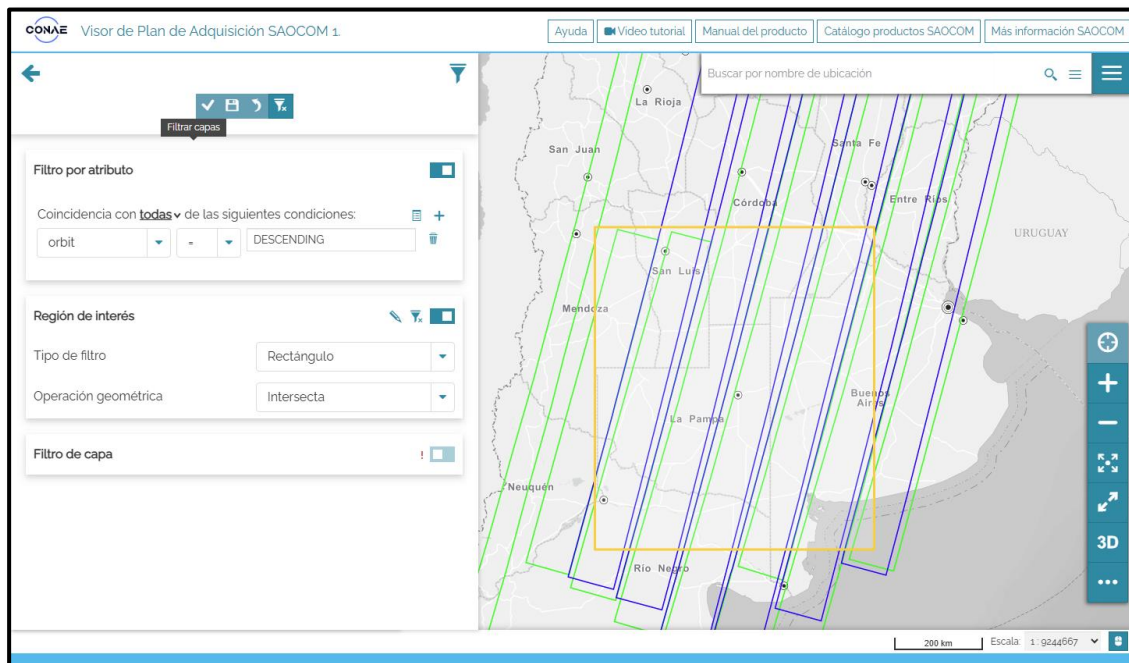 CONAE Visor de Plan de Adquisición SAOCOM 1.
Ayuda
Video tutorial
Manual del producto
Catálogo productos SAOCOM
Más información SAOCOM
Filtrar capas
Filtro por atributo
Coincidencia con todas de las siguientes condiciones:
orbit = DESCENDING
Región de interés
Tipo de filtro Rectángulo
Operación geométrica Intersecta
Filtro de capa !
Buscar por nombre de ubicación
La Rioja
San Juan
Santa Fe
Córdoba
Entre Ríos
URUGUAY
San Luis
Mendoza
Buenos
Aires
La Pampa
Neuquén
Río Negro
3D
200 km Escala: 1 : 9244667